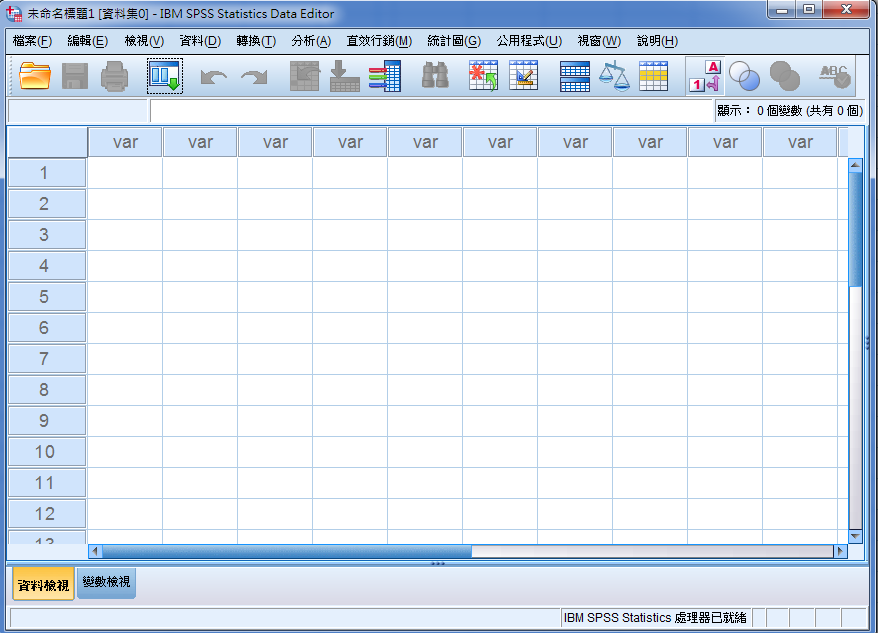 未命名標題1 [資料集0] - IBM SPSS Statistics Data Editor
檔案(F) 編輯(E) 檢視(V) 資料(D) 轉換(T) 分析(A) 直效行銷(M) 統計圖(G) 公用程式(U) 視窗(W) 說明(H)
1 A ABC
顯示： 0 個變數 (共有 0 個)
var var var var var var var var var var
1
2
3
4
5
6
7
8
9
10
11
12
13
資料檢視 變數檢視
IBM SPSS Statistics 處理器已就緒